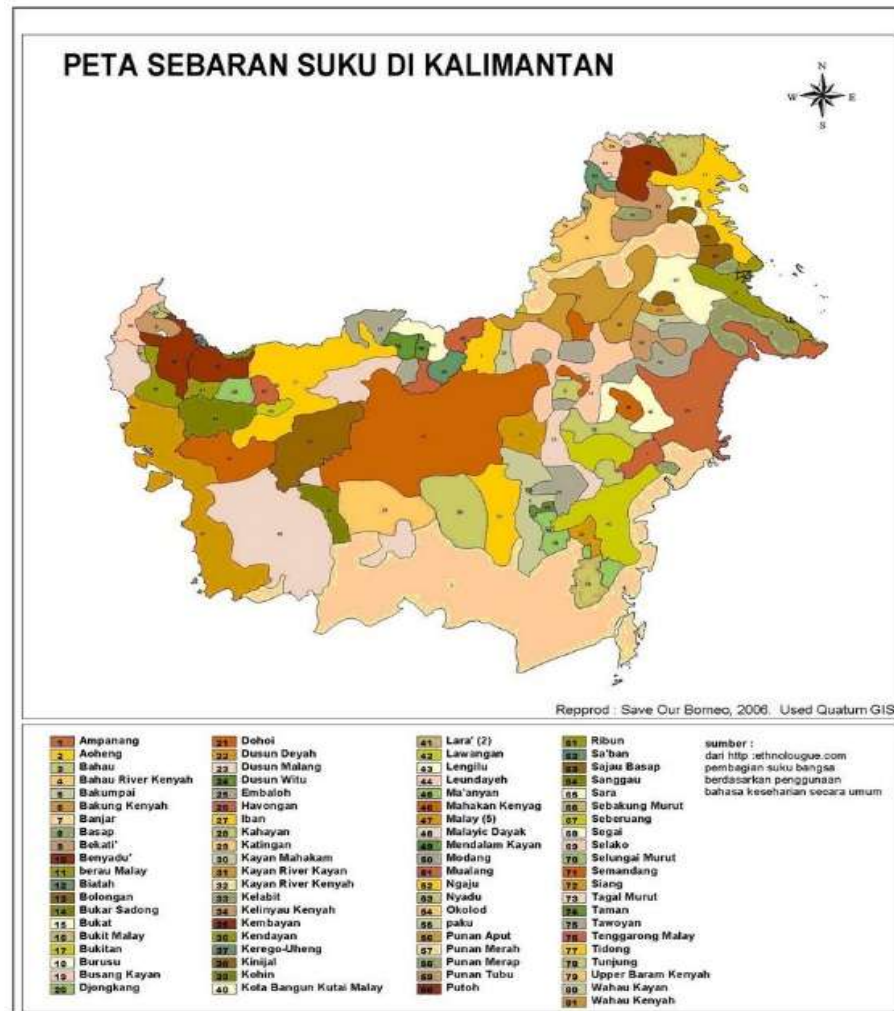 PETA SEBARAN SUKU DI KALIMANTAN
N
W E
S
Repprod : Save Our Borneo, 2006. Used Quatum GIS
1 Ampanang
2 Aoheng
3 Bahau
4 Bahau River Kenyah
5 Bakumpai
6 Bakung Kenyah
7 Banjar
8 Basap
9 Bekati'
10 Benyadu'
11 berau Malay
12 Biatah
13 Bolongan
14 Bukar Sadong
15 Bukat
16 Bukit Malay
17 Bukitan
18 Burusu
19 Busang Kayan
20 Djongkang
21 Dohoi
22 Dusun Deyah
23 Dusun Malang
24 Dusun Witu
25 Embaloh
26 Havongan
27 Iban
28 Kahayan
29 Katingan
30 Kayan Mahakam
31 Kayan River Kayan
32 Kayan River Kenyah
33 Kelabit
34 Kelinyau Kenyah
35 Kembayan
36 Kendayan
37 Kerego-Uheng
38 Kinijal
39 Kohin
40 Kota Bangun Kutai Malay
41 Lara' (2)
42 Lawangan
43 Lengilu
44 Leundayeh
45 Ma'anyan
46 Mahakan Kenyag
47 Malay (5)
48 Malayic Dayak
49 Mendalam Kayan
50 Modang
51 Mualang
52 Ngaju
53 Nyadu
54 Okolod
55 paku
56 Punan Aput
57 Punan Merah
58 Punan Merap
59 Punan Tubu
60 Putoh
61 Ribun
62 Sa'ban
63 Sajau Basap
64 Sanggau
65 Sara
66 Sebakung Murut
67 Seberuang
68 Segai
69 Selako
70 Selungai Murut
71 Semandang
72 Siang
73 Tagal Murut
74 Taman
75 Tawoyan
76 Tenggarong Malay
77 Tidong
78 Tunjung
79 Upper Baram Kenyah
80 Wahau Kayan
81 Wahau Kenyah
sumber :
dari http :ethnolougue.com
pembagian suku bangsa
berdasarkan penggunaan
bahasa keseharian secara umum